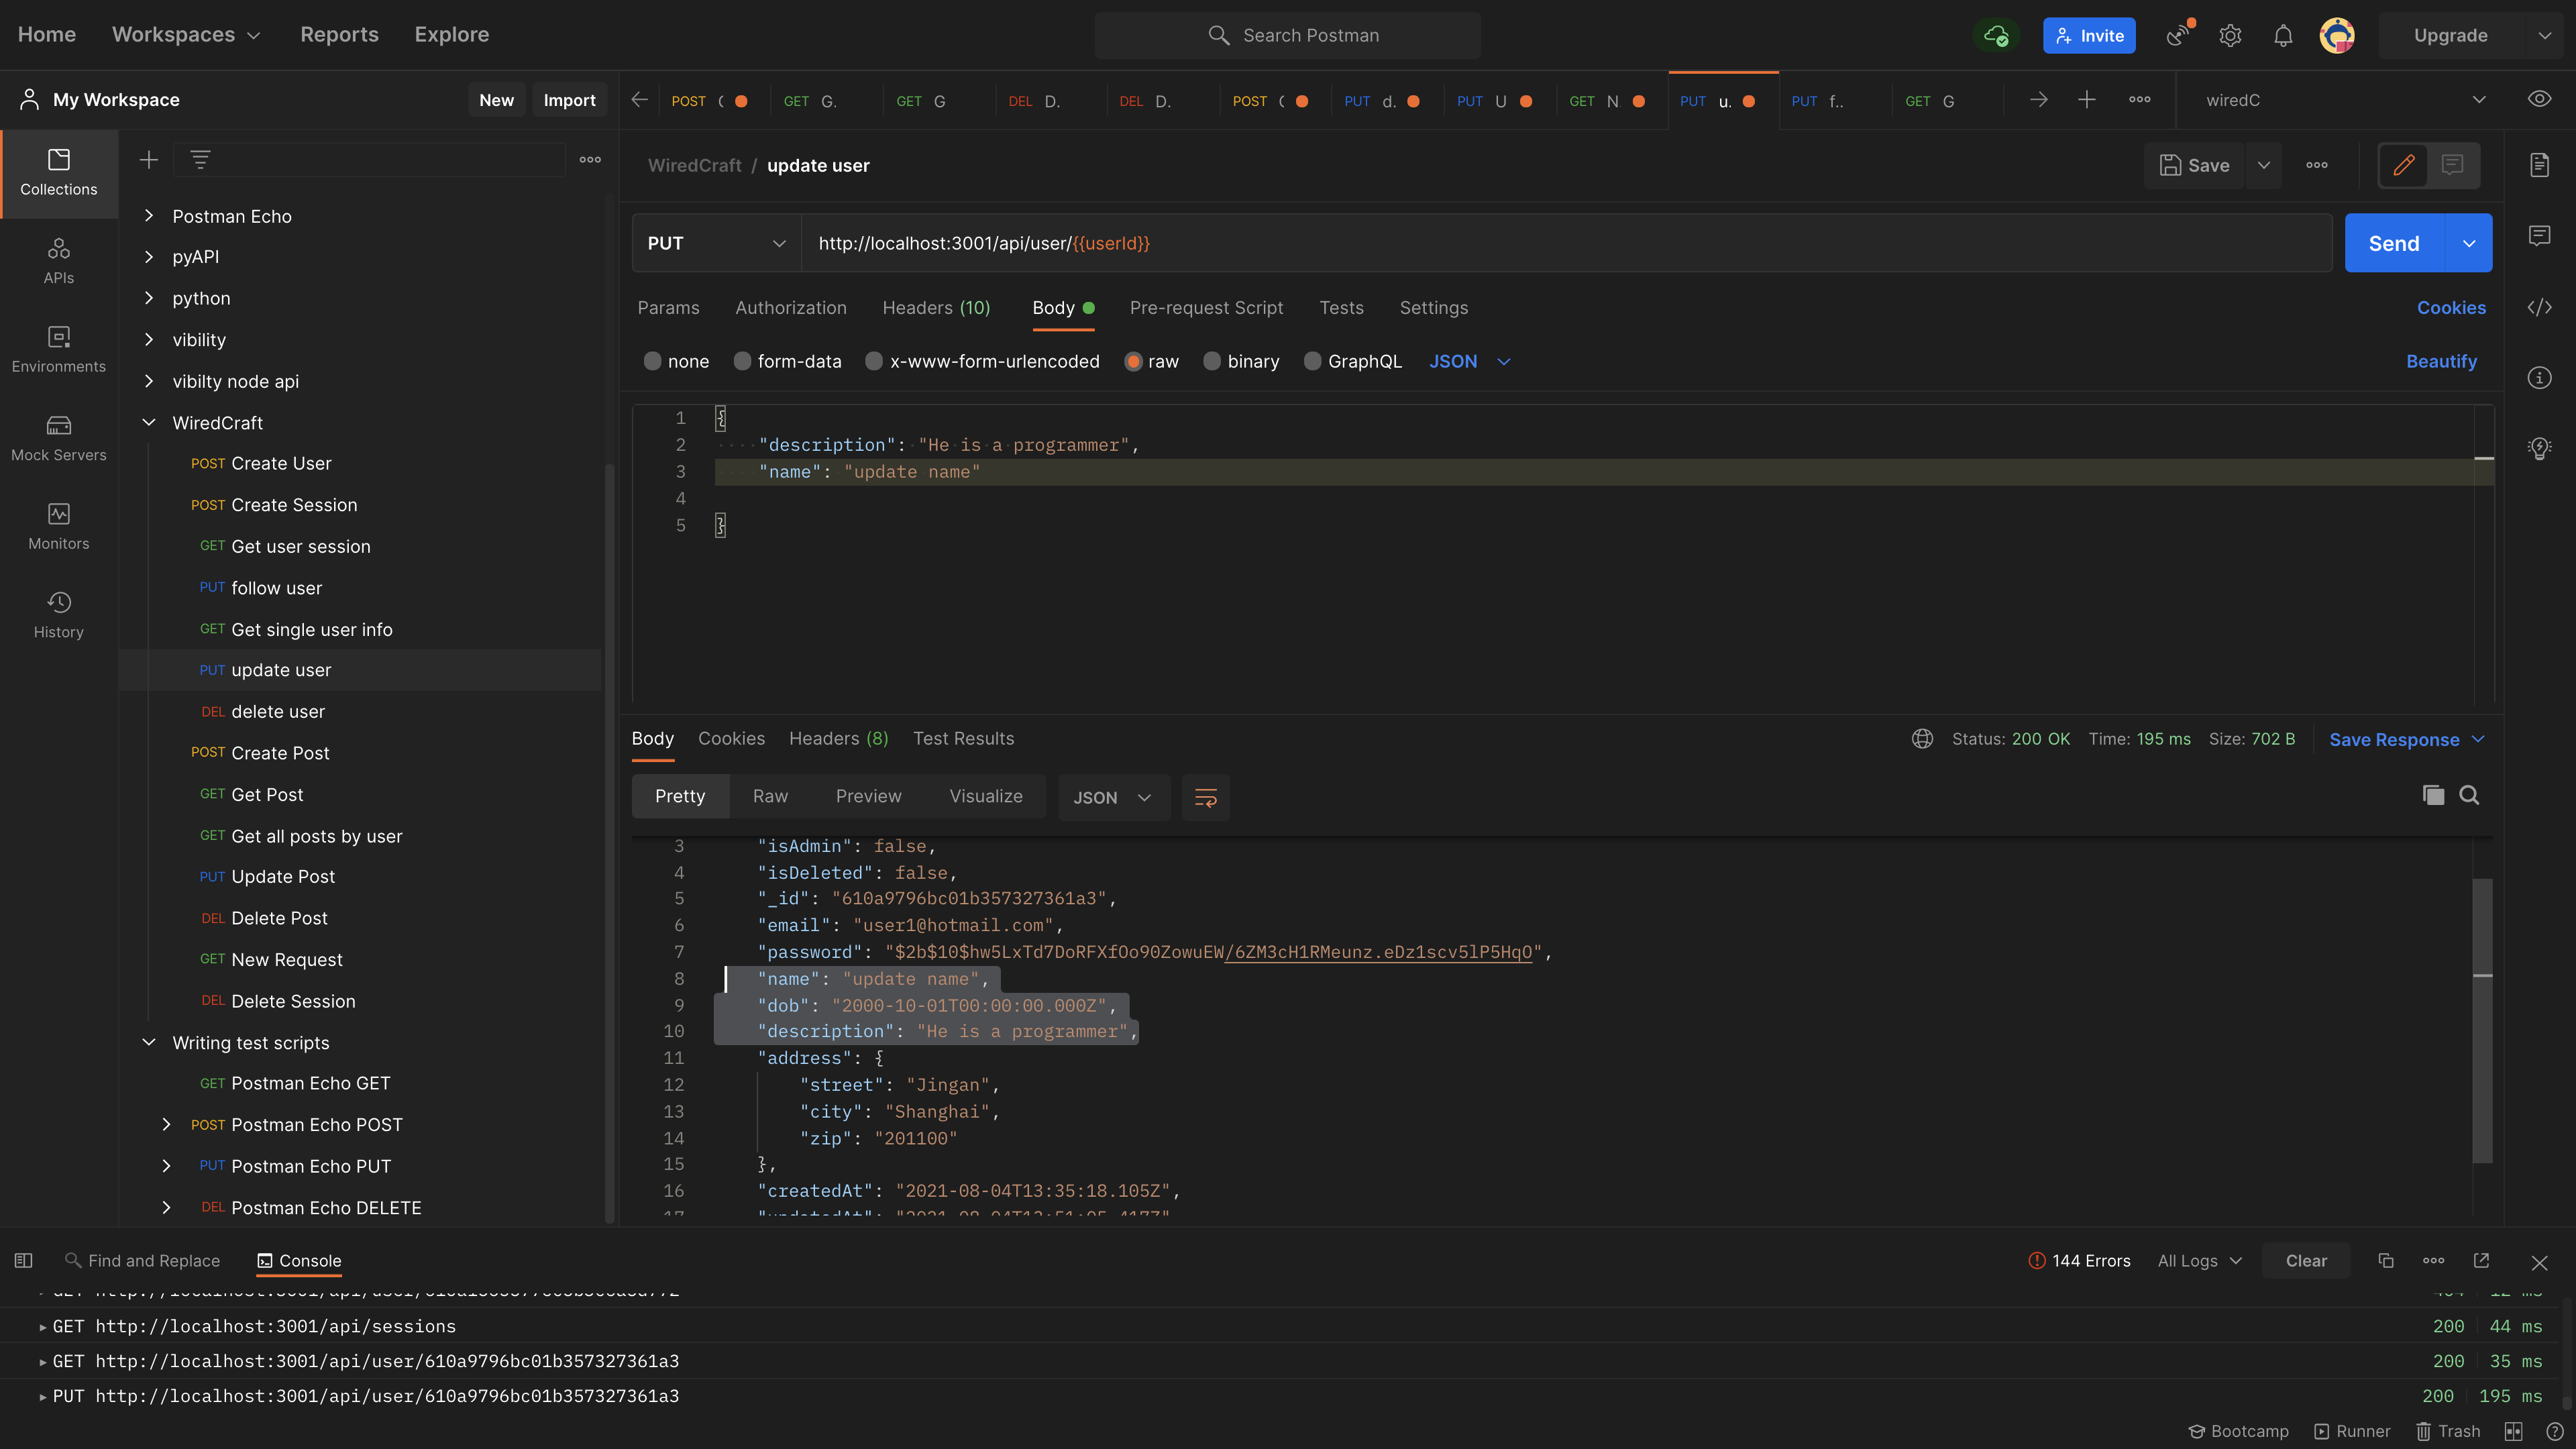 Home Workspaces Reports Explore Search Postman Invite Upgrade
My Workspace New Import
POST GET G. GET G DEL D. DEL D. POST PUT d. PUT U GET N PUT u. PUT f.. GET G wiredC
Collections
APIs
Environments
Mock Servers
Monitors
History
Postman Echo
pyAPI
python
vibility
vibilty node api
WiredCraft
POST Create User
POST Create Session
GET Get user session
PUT follow user
GET Get single user info
PUT update user
DEL delete user
POST Create Post
GET Get Post
GET Get all posts by user
PUT Update Post
DEL Delete Post
GET New Request
DEL Delete Session
Writing test scripts
GET Postman Echo GET
POST Postman Echo POST
PUT Postman Echo PUT
DEL Postman Echo DELETE
WiredCraft / update user Save
PUT http://localhost:3001/api/user/{{userId}} Send
Params Authorization Headers (10) Body Pre-request Script Tests Settings Cookies
none form-data x-www-form-urlencoded raw binary GraphQL JSON Beautify
1 {
2 "description": "He is a programmer",
3 "name": "update name"
4
5 }
Body Cookies Headers (8) Test Results Status: 200 OK Time: 195 ms Size: 702 B Save Response
Pretty Raw Preview Visualize JSON
3 "isAdmin": false,
4 "isDeleted": false,
5 "_id": "610a9796bc01b357327361a3",
6 "email": "user1@hotmail.com",
7 "password": "$2b$10$hw5LxTd7DoRFXfOo90ZowuEW/6ZM3cH1RMeunz.eDz1scv5lP5HqO",
8 "name": "update name",
9 "dob": "2000-10-01T00:00:00.000Z",
10 "description": "He is a programmer",
11 "address": {
12 "street": "Jingan",
13 "city": "Shanghai",
14 "zip": "201100"
15 },
16 "createdAt": "2021-08-04T13:35:18.105Z",
17 "updatedAt": "2021-08-04T13:51:05.417Z"
Find and Replace Console 144 Errors All Logs Clear
GET http://localhost:3001/api/sessions 200 44 ms
GET http://localhost:3001/api/user/610a9796bc01b357327361a3 200 35 ms
PUT http://localhost:3001/api/user/610a9796bc01b357327361a3 200 195 ms
Bootcamp Runner Trash